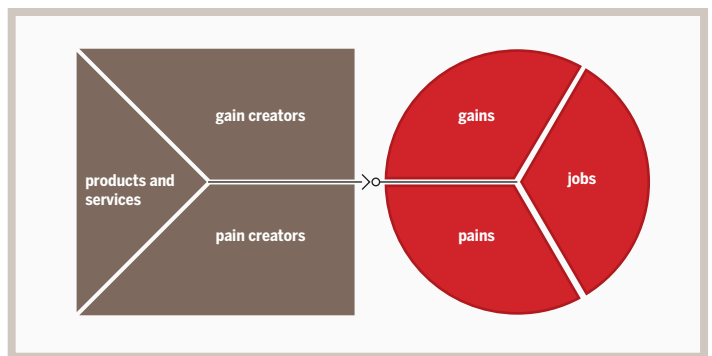 gain creators
products and
services
pain creators
gains
jobs
pains